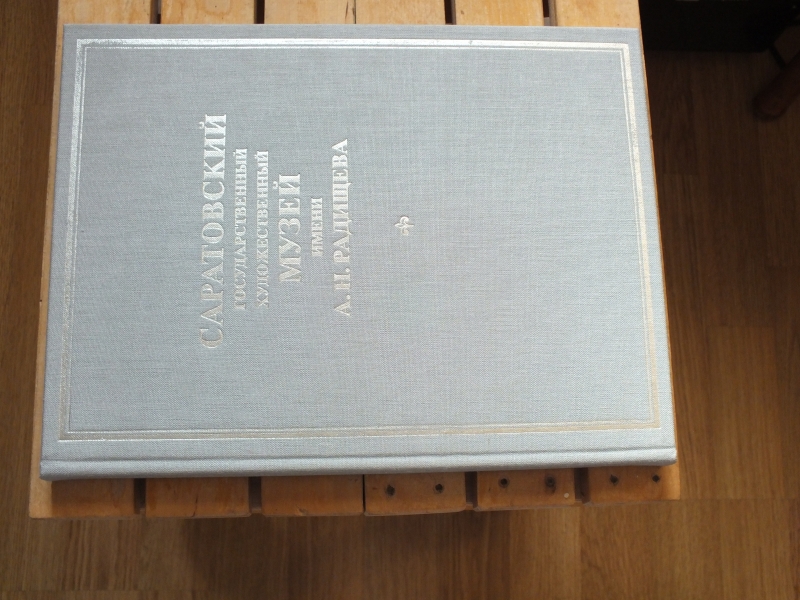 САРАТОВСКИЙ
ГОСУДАРСТВЕННЫЙ
ХУДОЖЕСТВЕННЫЙ
МУЗЕЙ
ИМЕНИ
А. Н. РАДИЩЕВА